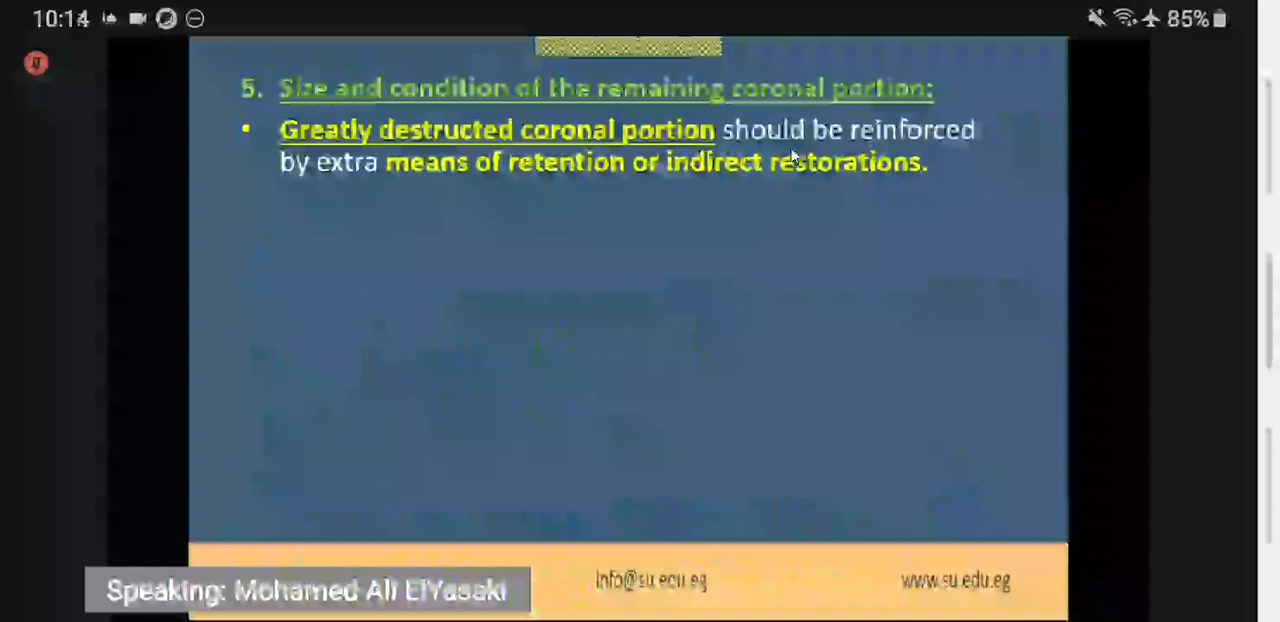 10:14
85%
5. Size and condition of the remaining coronal portion:
• Greatly destructed coronal portion should be reinforced
by extra means of retention or indirect restorations.
Speaking: Mohamed Ali ElYasaki
info@su.edu.eg
www.su.edu.eg